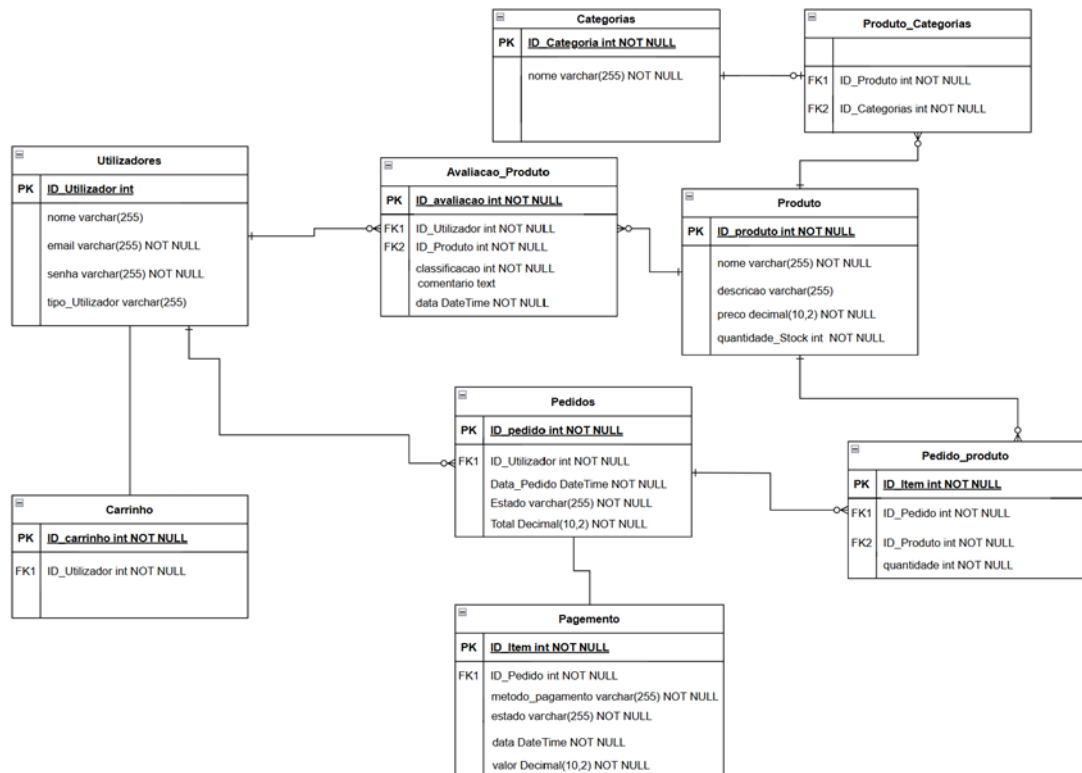 Categorias
PK ID_Categoria int NOT NULL
nome varchar(255) NOT NULL
Produto_Categorias
FK1 ID_Produto int NOT NULL
FK2 ID_Categorias int NOT NULL
Utilizadores
PK ID_Utilizador int
nome varchar(255)
email varchar(255) NOT NULL
senha varchar(255) NOT NULL
tipo_Utilizador varchar(255)
Avaliacao_Produto
PK ID_avaliacao int NOT NULL
FK1 ID_Utilizador int NOT NULL
FK2 ID_Produto int NOT NULL
classificacao int NOT NULL
comentario text
data DateTime NOT NULL
Produto
PK ID_produto int NOT NULL
nome varchar(255) NOT NULL
descricao varchar(255)
preco decimal(10,2) NOT NULL
quantidade_Stock int NOT NULL
Pedidos
PK ID_pedido int NOT NULL
FK1 ID_Utilizador int NOT NULL
Data_Pedido DateTime NOT NULL
Estado varchar(255) NOT NULL
Total Decimal(10,2) NOT NULL
Pedido_produto
PK ID_Item int NOT NULL
FK1 ID_Pedido int NOT NULL
FK2 ID_Produto int NOT NULL
quantidade int NOT NULL
Carrinho
PK ID_carrinho int NOT NULL
FK1 ID_Utilizador int NOT NULL
Pagemento
PK ID_Item int NOT NULL
FK1 ID_Pedido int NOT NULL
metodo_pagamento varchar(255) NOT NULL
estado varchar(255) NOT NULL
data DateTime NOT NULL
valor Decimal(10,2) NOT NULL